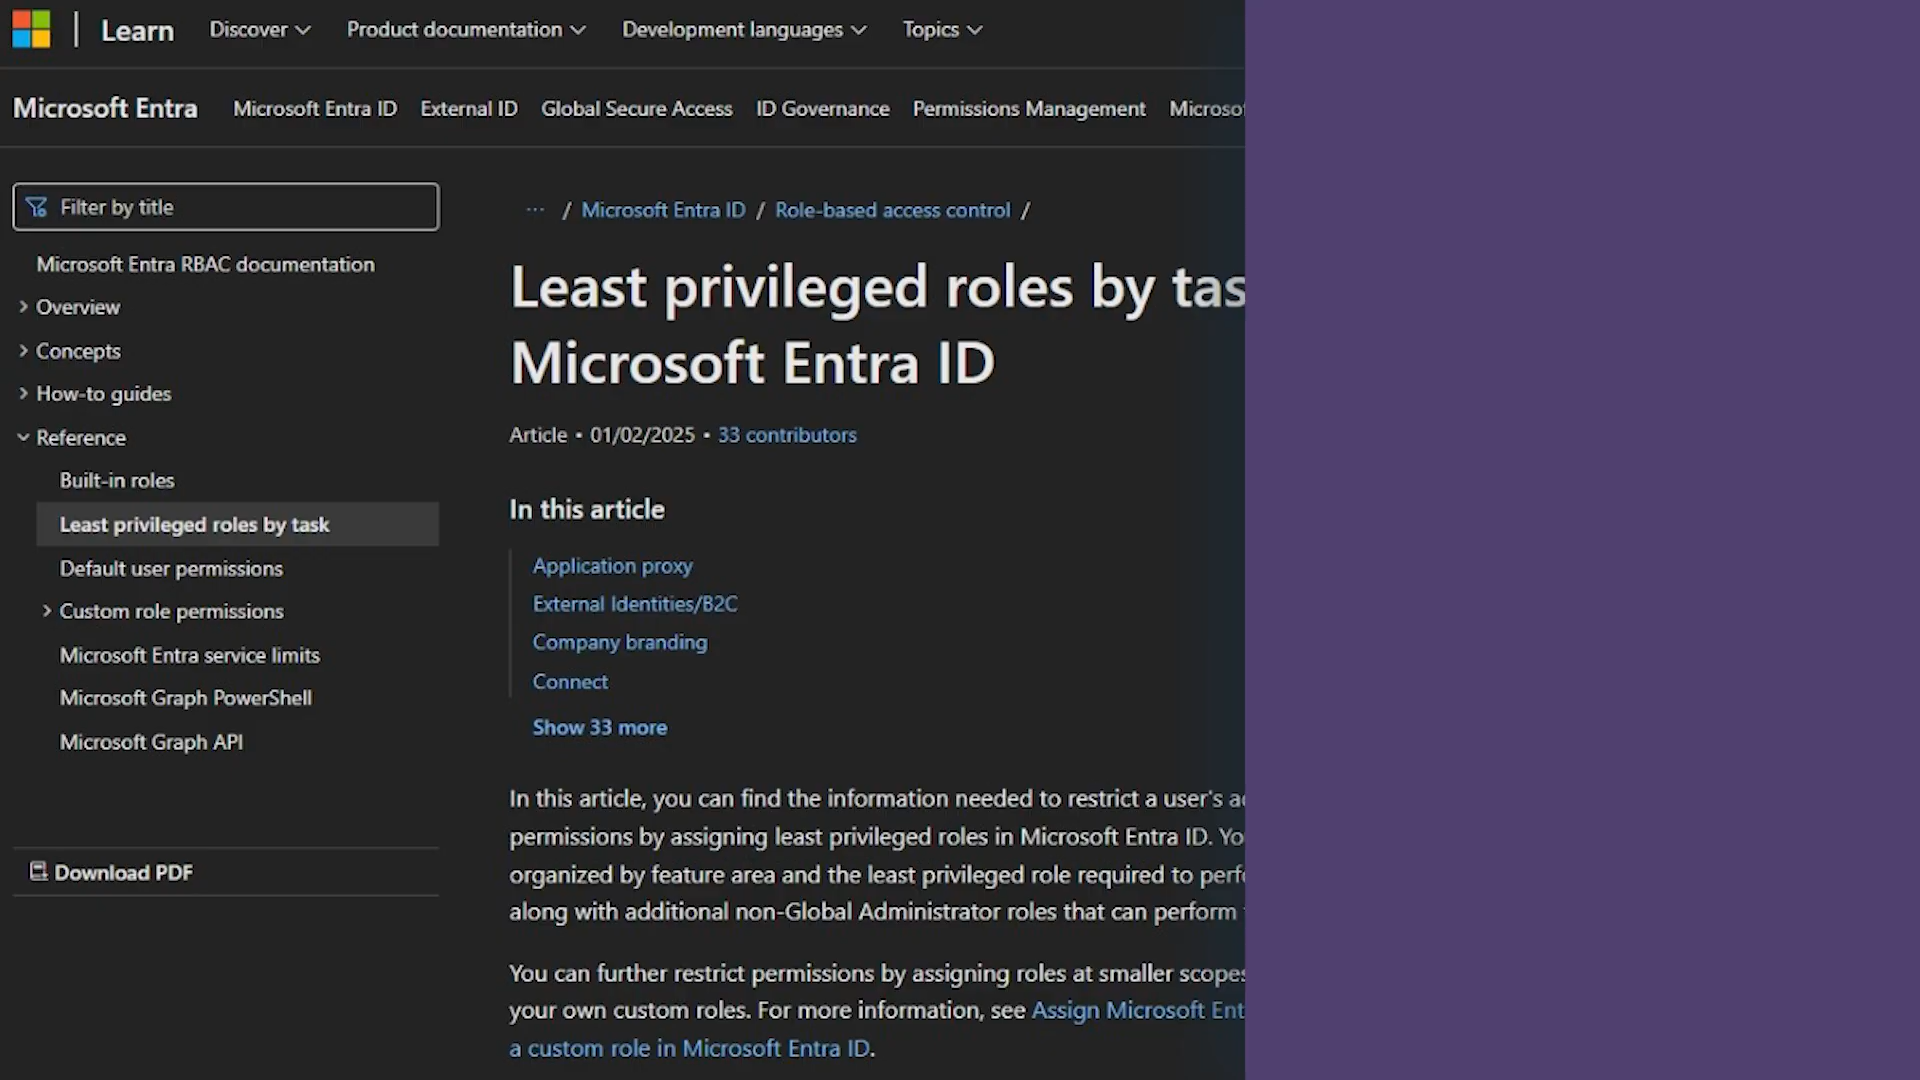 Learn Discover Product documentation Development languages Topics
Microsoft Entra Microsoft Entra ID External ID Global Secure Access ID Governance Permissions Management
Filter by title
Microsoft Entra RBAC documentation
Overview
Concepts
How-to guides
Reference
Built-in roles
Least privileged roles by task
Default user permissions
Custom role permissions
Microsoft Entra service limits
Microsoft Graph PowerShell
Microsoft Graph API
Download PDF
··· / Microsoft Entra ID / Role-based access control /
Least privileged roles by
Microsoft Entra ID
Article • 01/02/2025 • 33 contributors
In this article
Application proxy
External Identities/B2C
Company branding
Connect
Show 33 more
In this article, you can find the information needed to restrict a user's
permissions by assigning least privileged roles in Microsoft Entra ID.
organized by feature area and the least privileged role required to
along with additional non-Global Administrator roles that can perform
You can further restrict permissions by assigning roles at smaller scopes
your own custom roles. For more information, see Assign Microsoft
a custom role in Microsoft Entra ID.